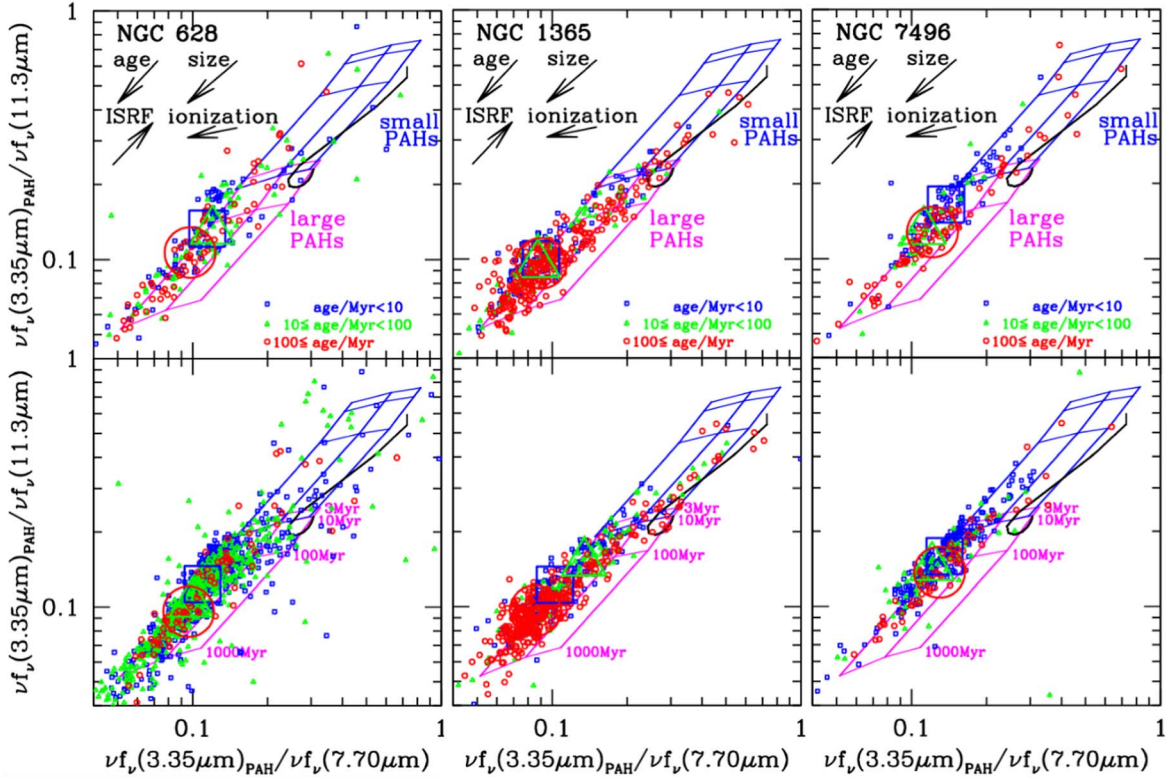 NGC 628
age size
ISRF ionization
small
PAHs
large
PAHs
age/Myr<10
10≤ age/Myr<100
100≤ age/Myr
NGC 1365
age size
ISRF ionization
small
PAHs
large
PAHs
age/Myr<10
10≤ age/Myr<100
100≤ age/Myr
NGC 7496
age size
ISRF ionization
small
PAHs
large
PAHs
age/Myr<10
10≤ age/Myr<100
100≤ age/Myr
1
0.1
1
νf_ν(3.35μm)_PAH/νf_ν(11.3μm)
3Myr
10Myr
100Myr
1000Myr
3Myr
10Myr
100Myr
1000Myr
3Myr
10Myr
100Myr
1000Myr
0.1
νf_ν(3.35μm)_PAH/νf_ν(11.3μm)
0.1 1 0.1 1 0.1 1
νf_ν(3.35μm)_PAH/νf_ν(7.70μm) νf_ν(3.35μm)_PAH/νf_ν(7.70μm) νf_ν(3.35μm)_PAH/νf_ν(7.70μm)